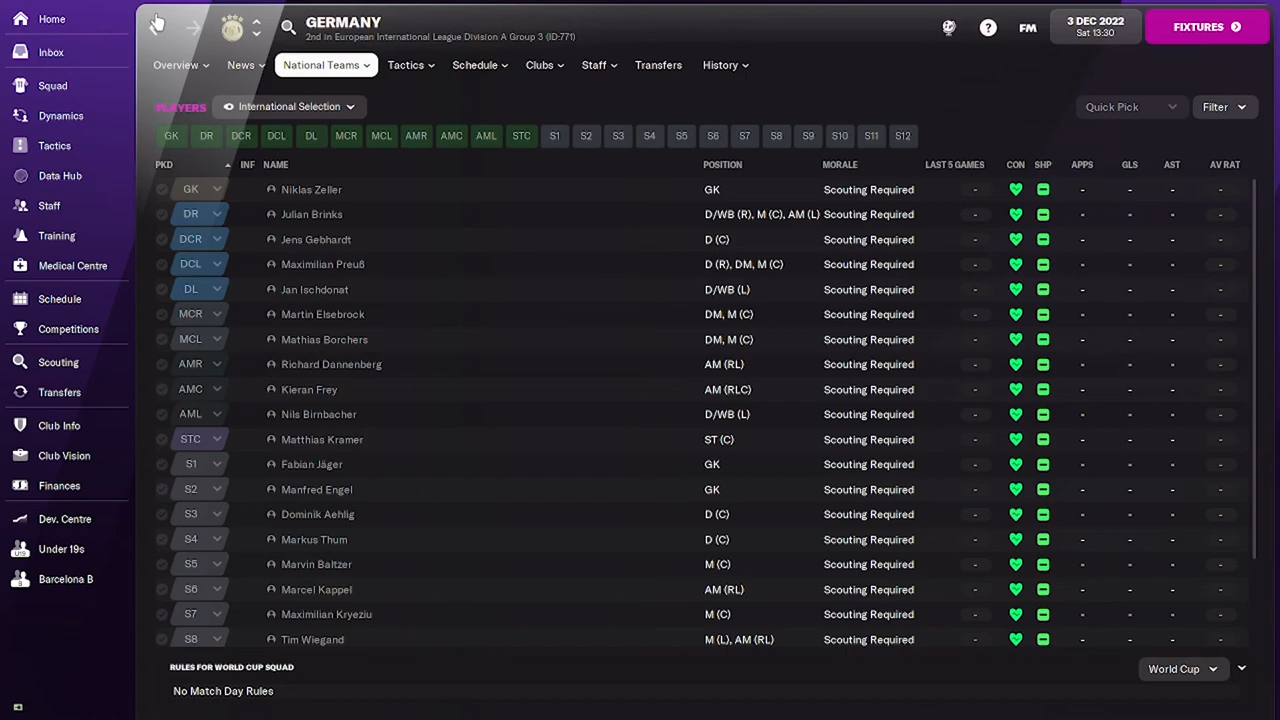 Home
Inbox
Squad
Dynamics
Tactics
Data Hub
Staff
Training
Medical Centre
Schedule
Competitions
Scouting
Transfers
Club Info
Club Vision
Finances
Dev. Centre
Under 19s
Barcelona B
GERMANY
2nd in European International League Division A Group 3 (ID:771)
? FM 3 DEC 2022
Sat 13:30
FIXTURES
Overview News National Teams Tactics Schedule Clubs Staff Transfers History
PLAYERS International Selection Quick Pick Filter
GK DR DCR DCL DL MCR MCL AMR AMC AML STC S1 S2 S3 S4 S5 S6 S7 S8 S9 S10 S11 S12
PKD INF NAME POSITION MORALE LAST 5 GAMES CON SHP APPS GLS AST AV RAT
GK Niklas Zeller GK Scouting Required - - - - -
DR Julian Brinks D/WB (R), M (C), AM (L) Scouting Required - - - - -
DCR Jens Gebhardt D (C) Scouting Required - - - - -
DCL Maximilian Preuß D (R), DM, M (C) Scouting Required - - - - -
DL Jan Ischdonat D/WB (L) Scouting Required - - - - -
MCR Martin Elsebrock DM, M (C) Scouting Required - - - - -
MCL Mathias Borchers DM, M (C) Scouting Required - - - - -
AMR Richard Dannenberg AM (RL) Scouting Required - - - - -
AMC Kieran Frey AM (RLC) Scouting Required - - - - -
AML Nils Birnbacher D/WB (L) Scouting Required - - - - -
STC Matthias Kramer ST (C) Scouting Required - - - - -
S1 Fabian Jäger GK Scouting Required - - - - -
S2 Manfred Engel GK Scouting Required - - - - -
S3 Dominik Aehlig D (C) Scouting Required - - - - -
S4 Markus Thum D (C) Scouting Required - - - - -
S5 Marvin Baltzer M (C) Scouting Required - - - - -
S6 Marcel Kappel AM (RL) Scouting Required - - - - -
S7 Maximilian Kryeziu M (C) Scouting Required - - - - -
S8 Tim Wiegand M (L), AM (RL) Scouting Required - - - - -
RULES FOR WORLD CUP SQUAD World Cup
No Match Day Rules